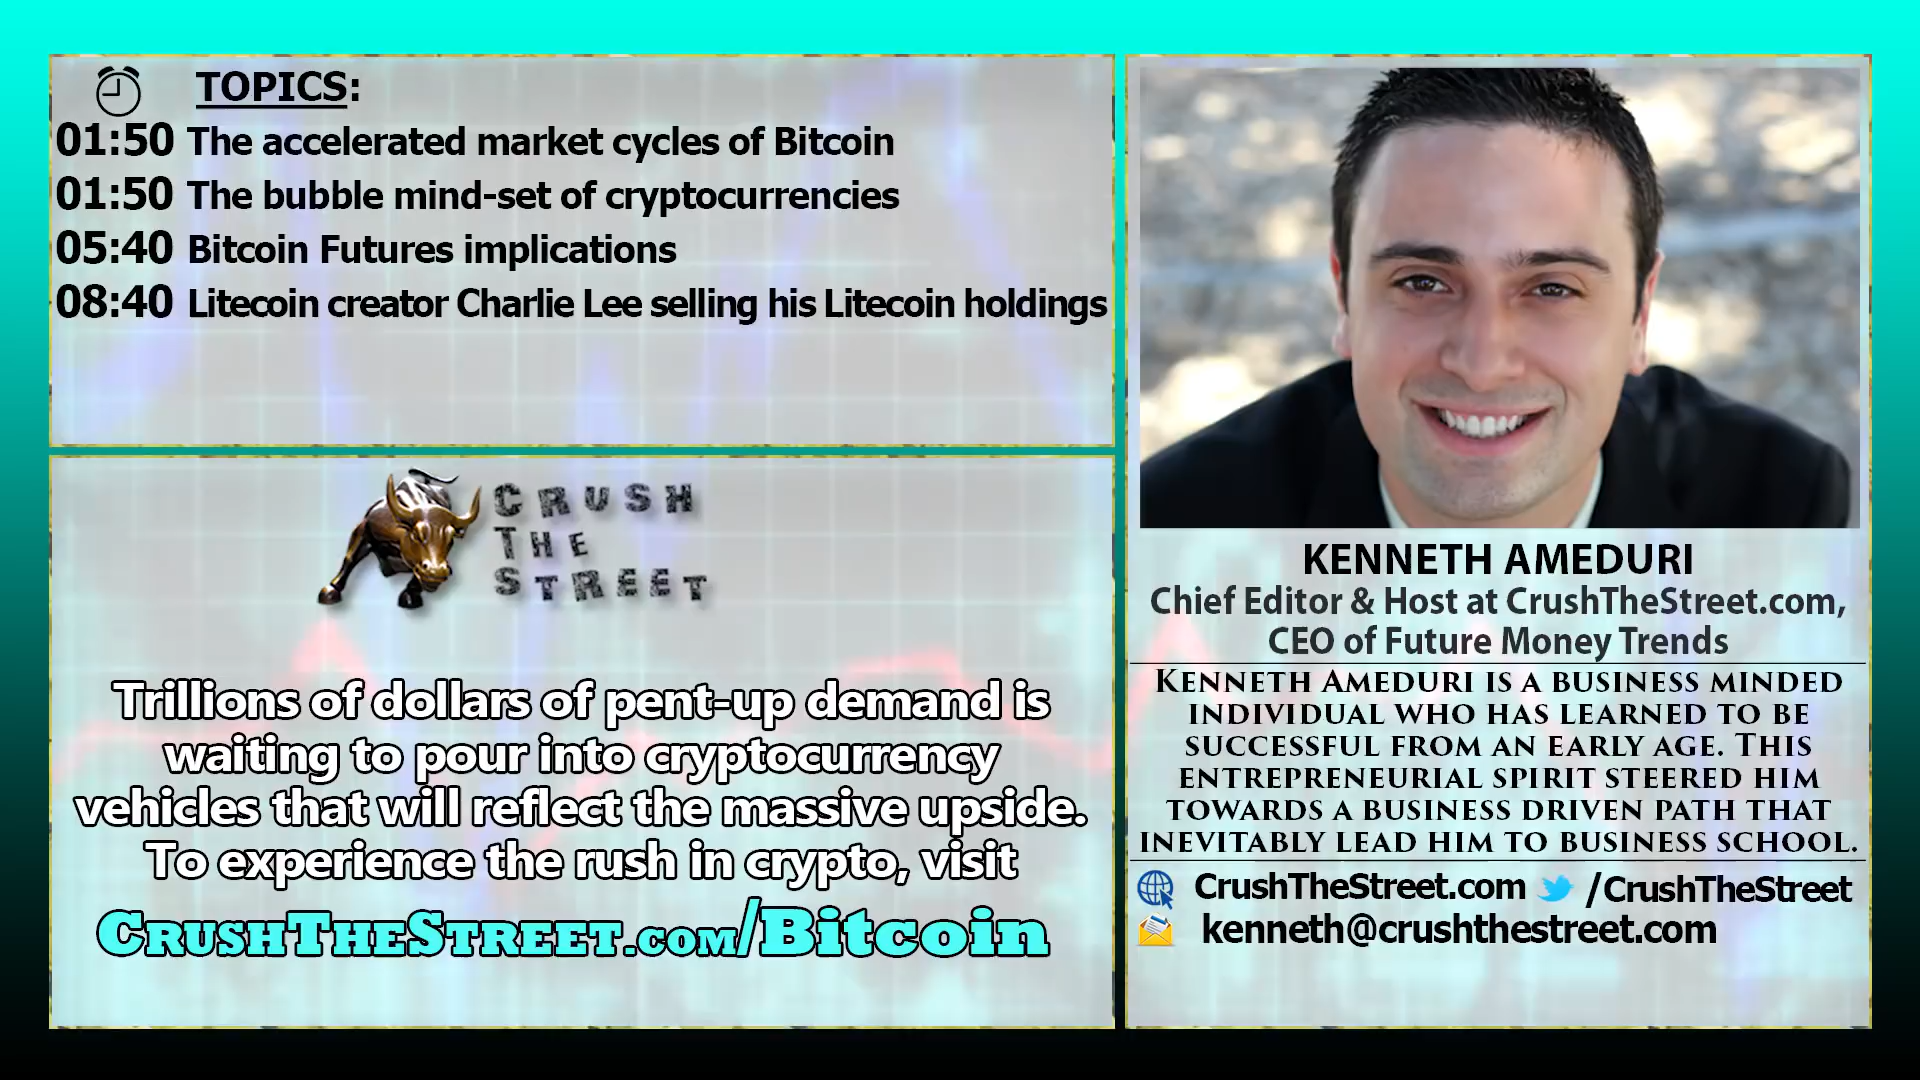 TOPICS:
01:50 The accelerated market cycles of Bitcoin
01:50 The bubble mind-set of cryptocurrencies
05:40 Bitcoin Futures implications
08:40 Litecoin creator Charlie Lee selling his Litecoin holdings
CRUSH
THE
STREET
Trillions of dollars of pent-up demand is
waiting to pour into cryptocurrency
vehicles that will reflect the massive upside.
To experience the rush in crypto, visit
CRUSHTHESTREET.COM/Bitcoin
KENNETH AMEDURI
Chief Editor & Host at CrushTheStreet.com,
CEO of Future Money Trends
KENNETH AMEDURI IS A BUSINESS MINDED
INDIVIDUAL WHO HAS LEARNED TO BE
SUCCESSFUL FROM AN EARLY AGE. THIS
ENTREPRENEURIAL SPIRIT STEERED HIM
TOWARDS A BUSINESS DRIVEN PATH THAT
INEVITABLY LEAD HIM TO BUSINESS SCHOOL.
CrushTheStreet.com /CrushTheStreet
kenneth@crushthestreet.com